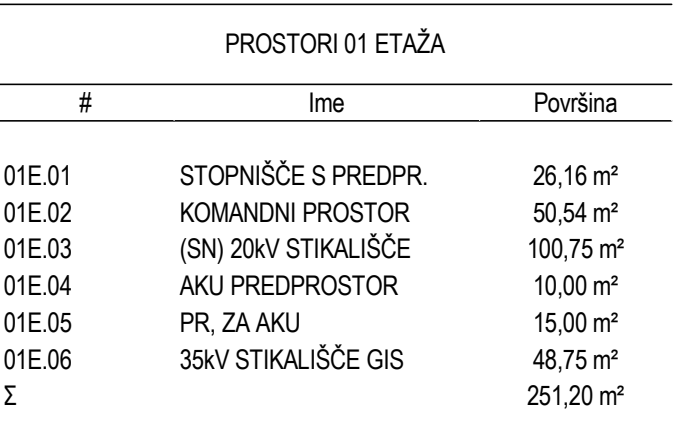 PROSTORI 01 ETAŽA
# Ime Površina
01E.01 STOPNIŠČE S PREDPR. 26,16 m²
01E.02 KOMANDNI PROSTOR 50,54 m²
01E.03 (SN) 20kV STIKALIŠČE 100,75 m²
01E.04 AKU PREDPROSTOR 10,00 m²
01E.05 PR, ZA AKU 15,00 m²
01E.06 35kV STIKALIŠČE GIS 48,75 m²
Σ 251,20 m²